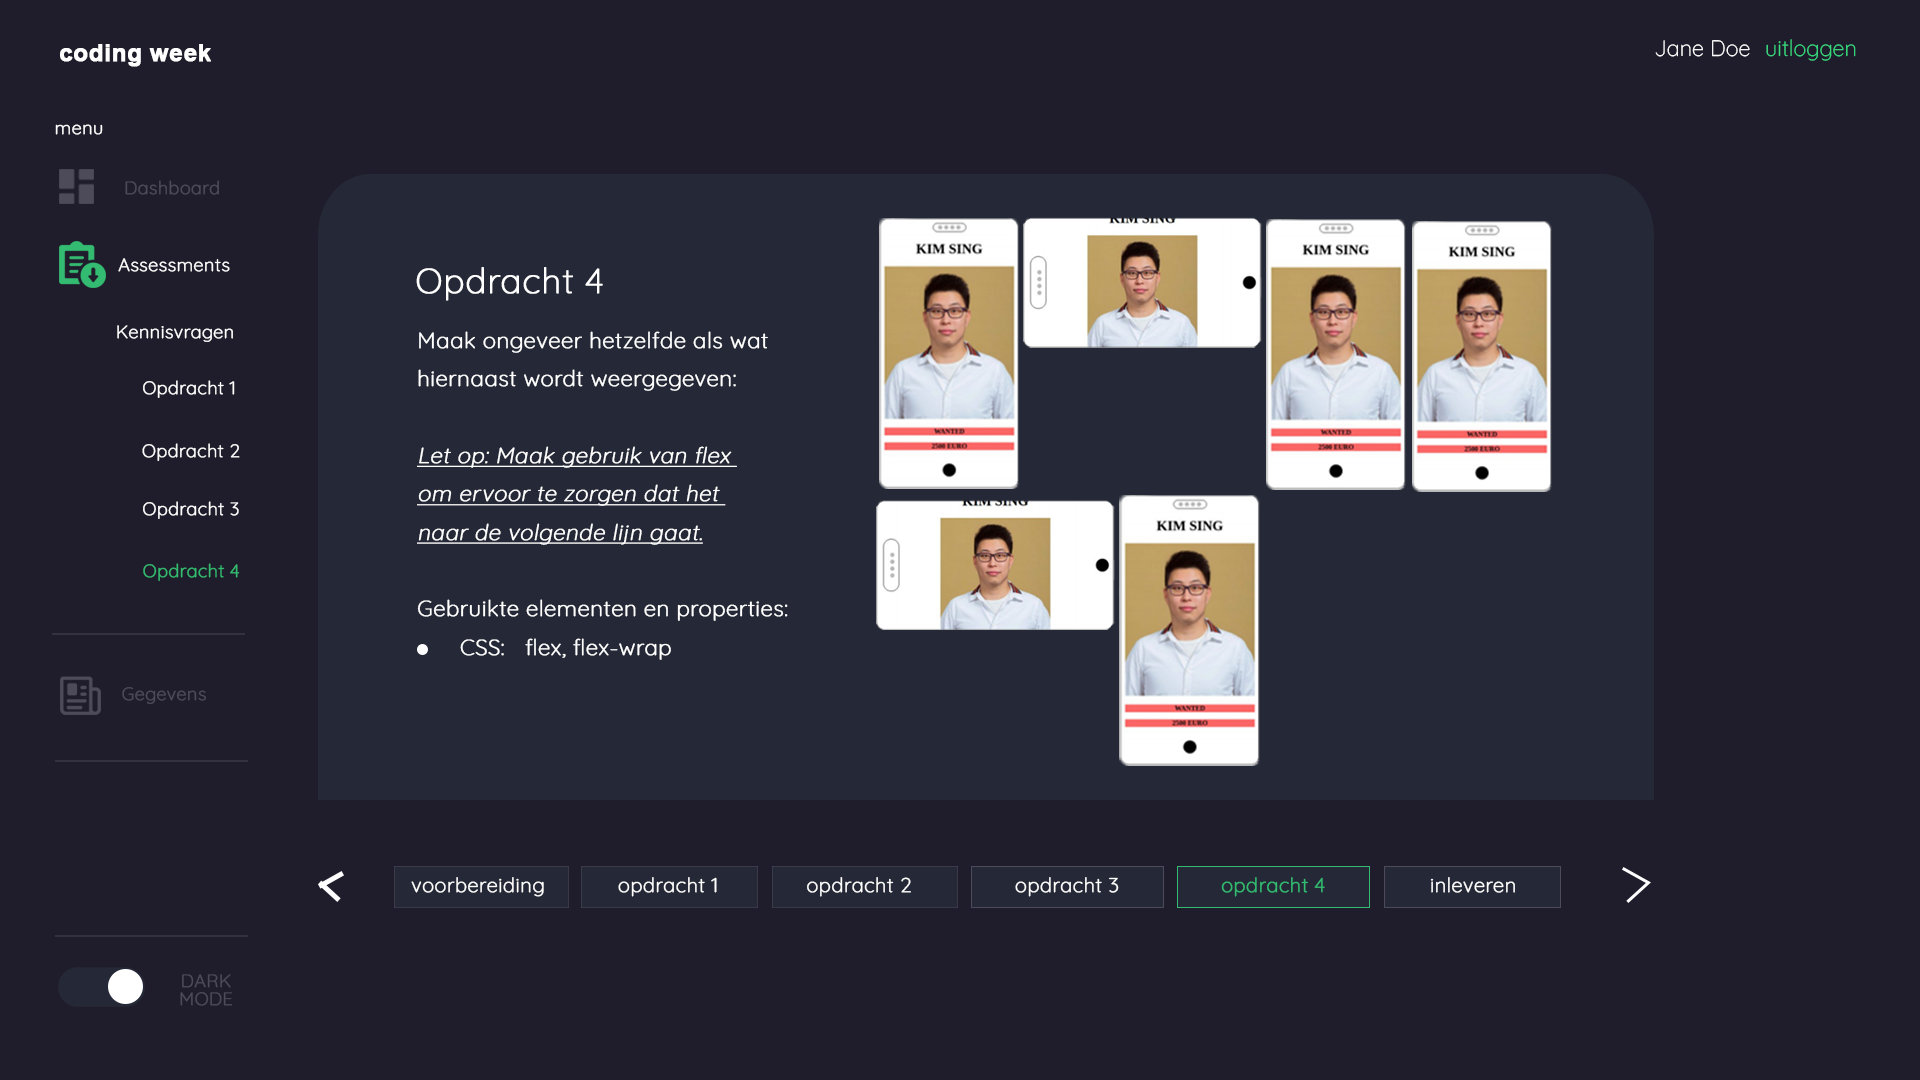 coding week
Jane Doe uitloggen
menu
Dashboard
Assessments
Kennisvragen
Opdracht 1
Opdracht 2
Opdracht 3
Opdracht 4
Gegevens
DARK
MODE
Opdracht 4
Maak ongeveer hetzelfde als wat
hiernaast wordt weergegeven:
Let op: Maak gebruik van flex
om ervoor te zorgen dat het
naar de volgende lijn gaat.
Gebruikte elementen en properties:
● CSS: flex, flex-wrap
KIM SING
WANTED
2500 EURO
KIM SING
KIM SING
WANTED
2500 EURO
KIM SING
WANTED
2500 EURO
KIM SING
KIM SING
WANTED
2500 EURO
voorbereiding
opdracht 1
opdracht 2
opdracht 3
opdracht 4
inleveren